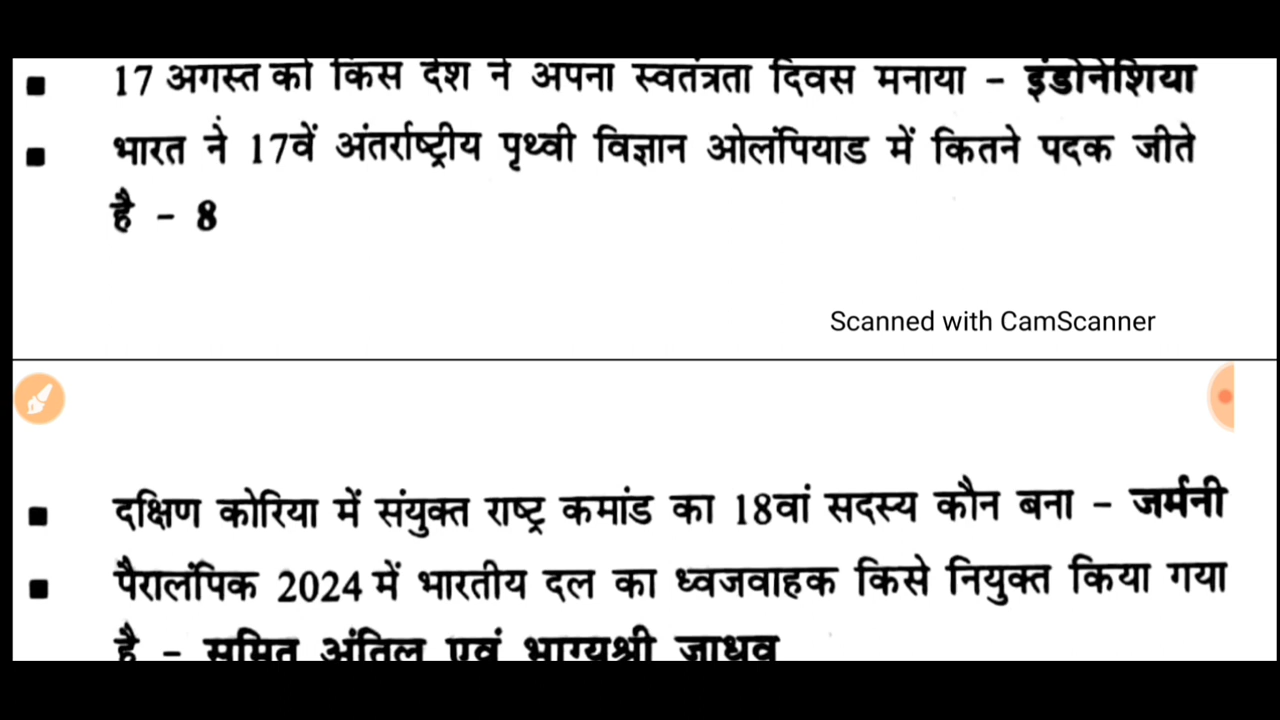 ■ 17 अगस्त को किस देश ने अपना स्वतंत्रता दिवस मनाया - इंडोनेशिया
■ भारत ने 17वें अंतर्राष्ट्रीय पृथ्वी विज्ञान ओलंपियाड में कितने पदक जीते
है - 8
Scanned with CamScanner
■ दक्षिण कोरिया में संयुक्त राष्ट्र कमांड का 18वां सदस्य कौन बना - जर्मनी
■ पैरालंपिक 2024 में भारतीय दल का ध्वजवाहक किसे नियुक्त किया गया
है - सुमित अंतिल एवं भाग्यश्री जाधव